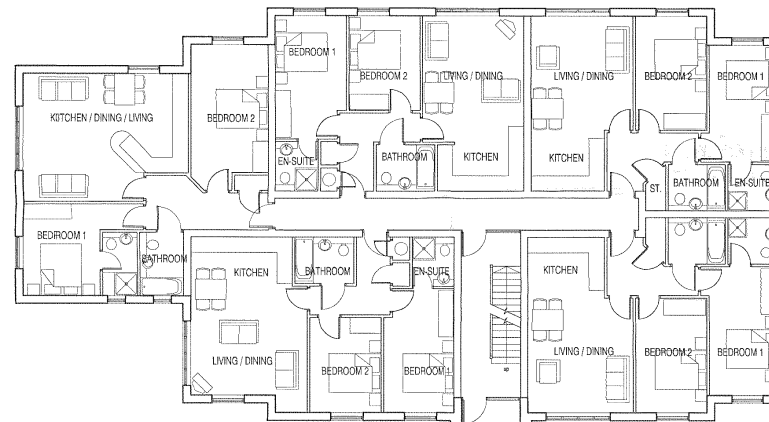 BEDROOM 1
BEDROOM 2
LIVING / DINING
LIVING / DINING
BEDROOM 2
BEDROOM 1
KITCHEN / DINING / LIVING
BEDROOM 2
EN-SUITE
BATHROOM
KITCHEN
KITCHEN
ST.
BATHROOM
EN-SUITE
BEDROOM 1
BATHROOM
KITCHEN
BATHROOM
EN-SUITE
KITCHEN
LIVING / DINING
BEDROOM 2
BEDROOM 1
LIVING / DINING
BEDROOM 2
BEDROOM 1